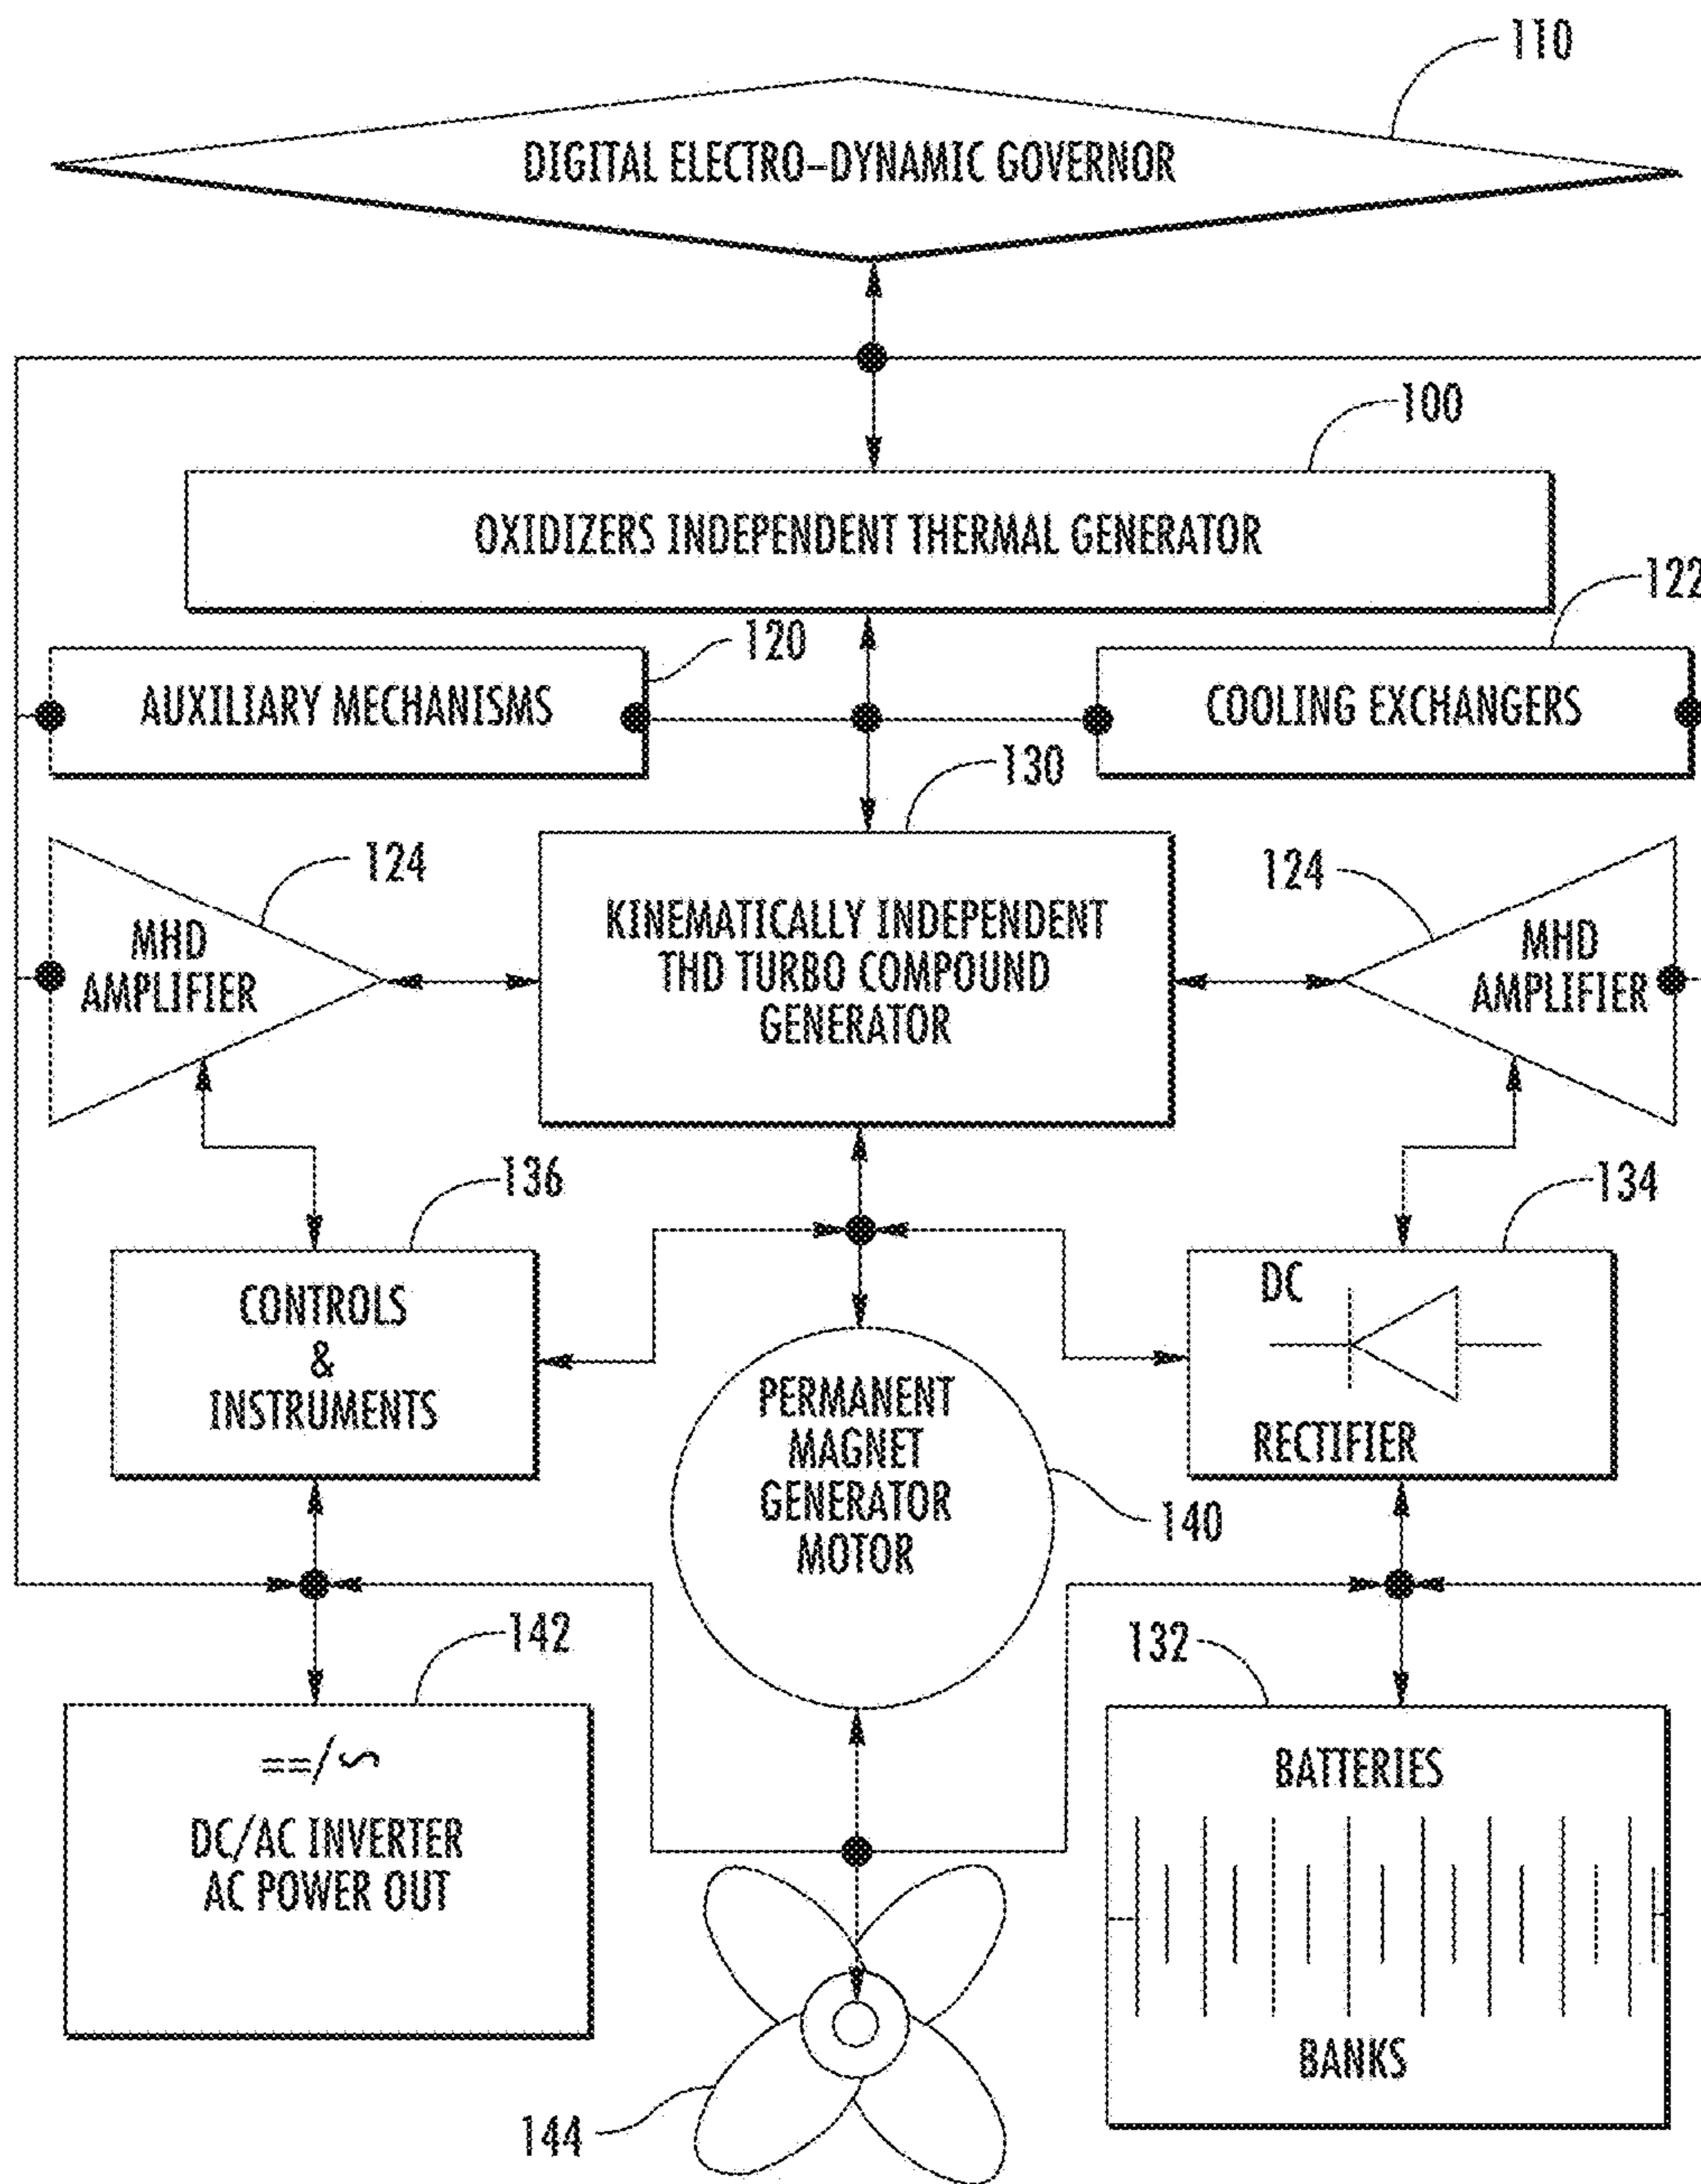 110
DIGITAL ELECTRO-DYNAMIC GOVERNOR
100
OXIDIZERS INDEPENDENT THERMAL GENERATOR
122
120
AUXILIARY MECHANISMS
COOLING EXCHANGERS
130
124
124
MHD
AMPLIFIER
KINEMATICALLY INDEPENDENT
THD TURBO COMPOUND
GENERATOR
MHD
AMPLIFIER
136
134
CONTROLS
&
INSTRUMENTS
DC
RECTIFIER
PERMANENT
MAGNET
GENERATOR
MOTOR
140
142
132
==/∽
DC/AC INVERTER
AC POWER OUT
BATTERIES
BANKS
144